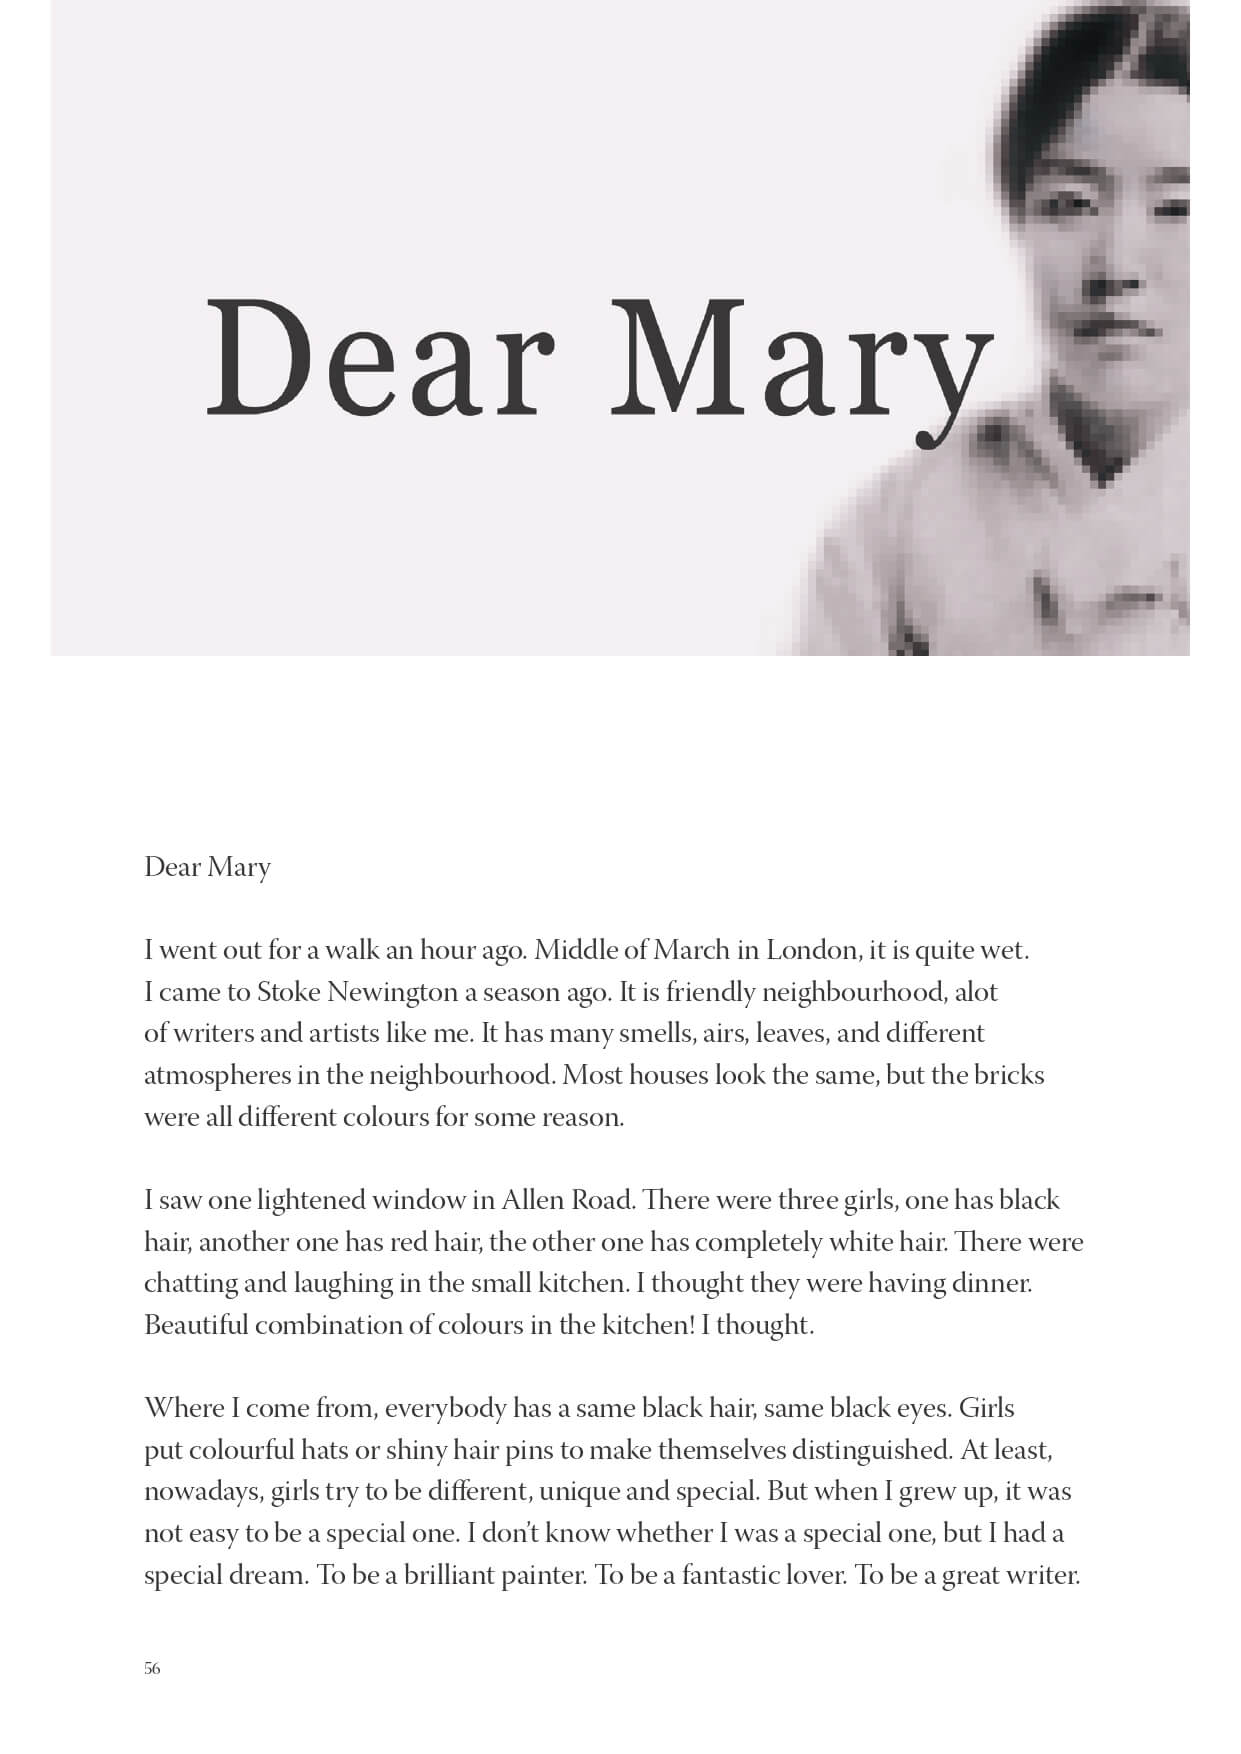 Dear Mary
Dear Mary
I went out for a walk an hour ago. Middle of March in London, it is quite wet.
I came to Stoke Newington a season ago. It is friendly neighbourhood, alot
of writers and artists like me. It has many smells, airs, leaves, and different
atmospheres in the neighbourhood. Most houses look the same, but the bricks
were all different colours for some reason.
I saw one lightened window in Allen Road. There were three girls, one has black
hair, another one has red hair, the other one has completely white hair. There were
chatting and laughing in the small kitchen. I thought they were having dinner.
Beautiful combination of colours in the kitchen! I thought.
Where I come from, everybody has a same black hair, same black eyes. Girls
put colourful hats or shiny hair pins to make themselves distinguished. At least,
nowadays, girls try to be different, unique and special. But when I grew up, it was
not easy to be a special one. I don’t know whether I was a special one, but I had a
special dream. To be a brilliant painter. To be a fantastic lover. To be a great writer.
56